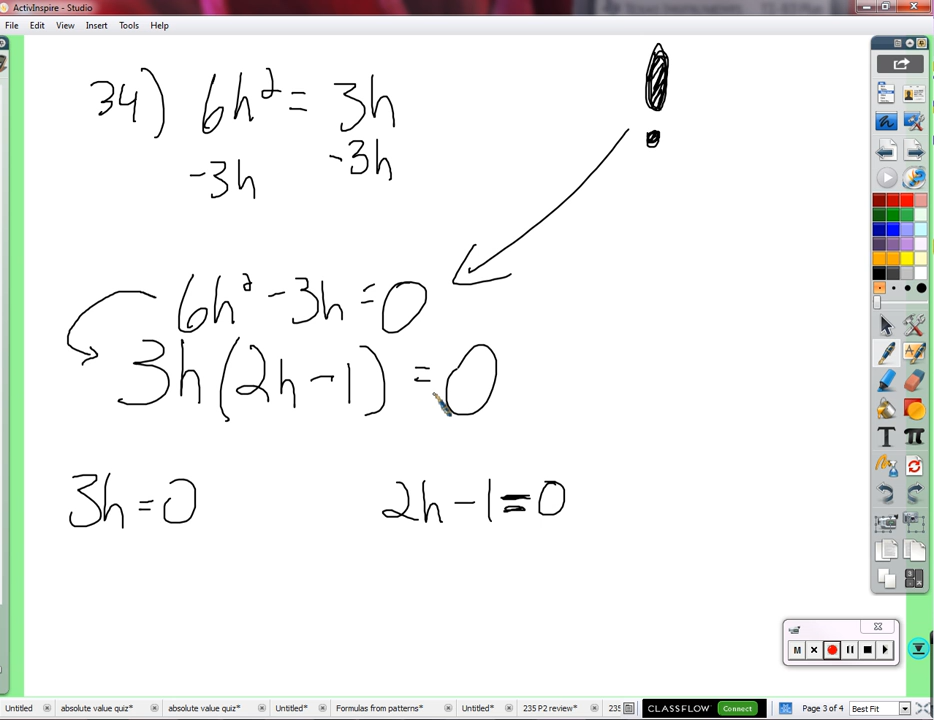 ActivInspire - Studio
File Edit View Insert Tools Help
34) 6h² = 3h
-3h -3h
!
6h² - 3h = 0
3h(2h - 1) = 0
3h = 0 2h - 1 = 0
T π
M
Untitled absolute value quiz* absolute value quiz* Untitled* Formulas from patterns* Untitled* 235 P2 review* 235 CLASSFLOW Connect Page 3 of 4 Best Fit